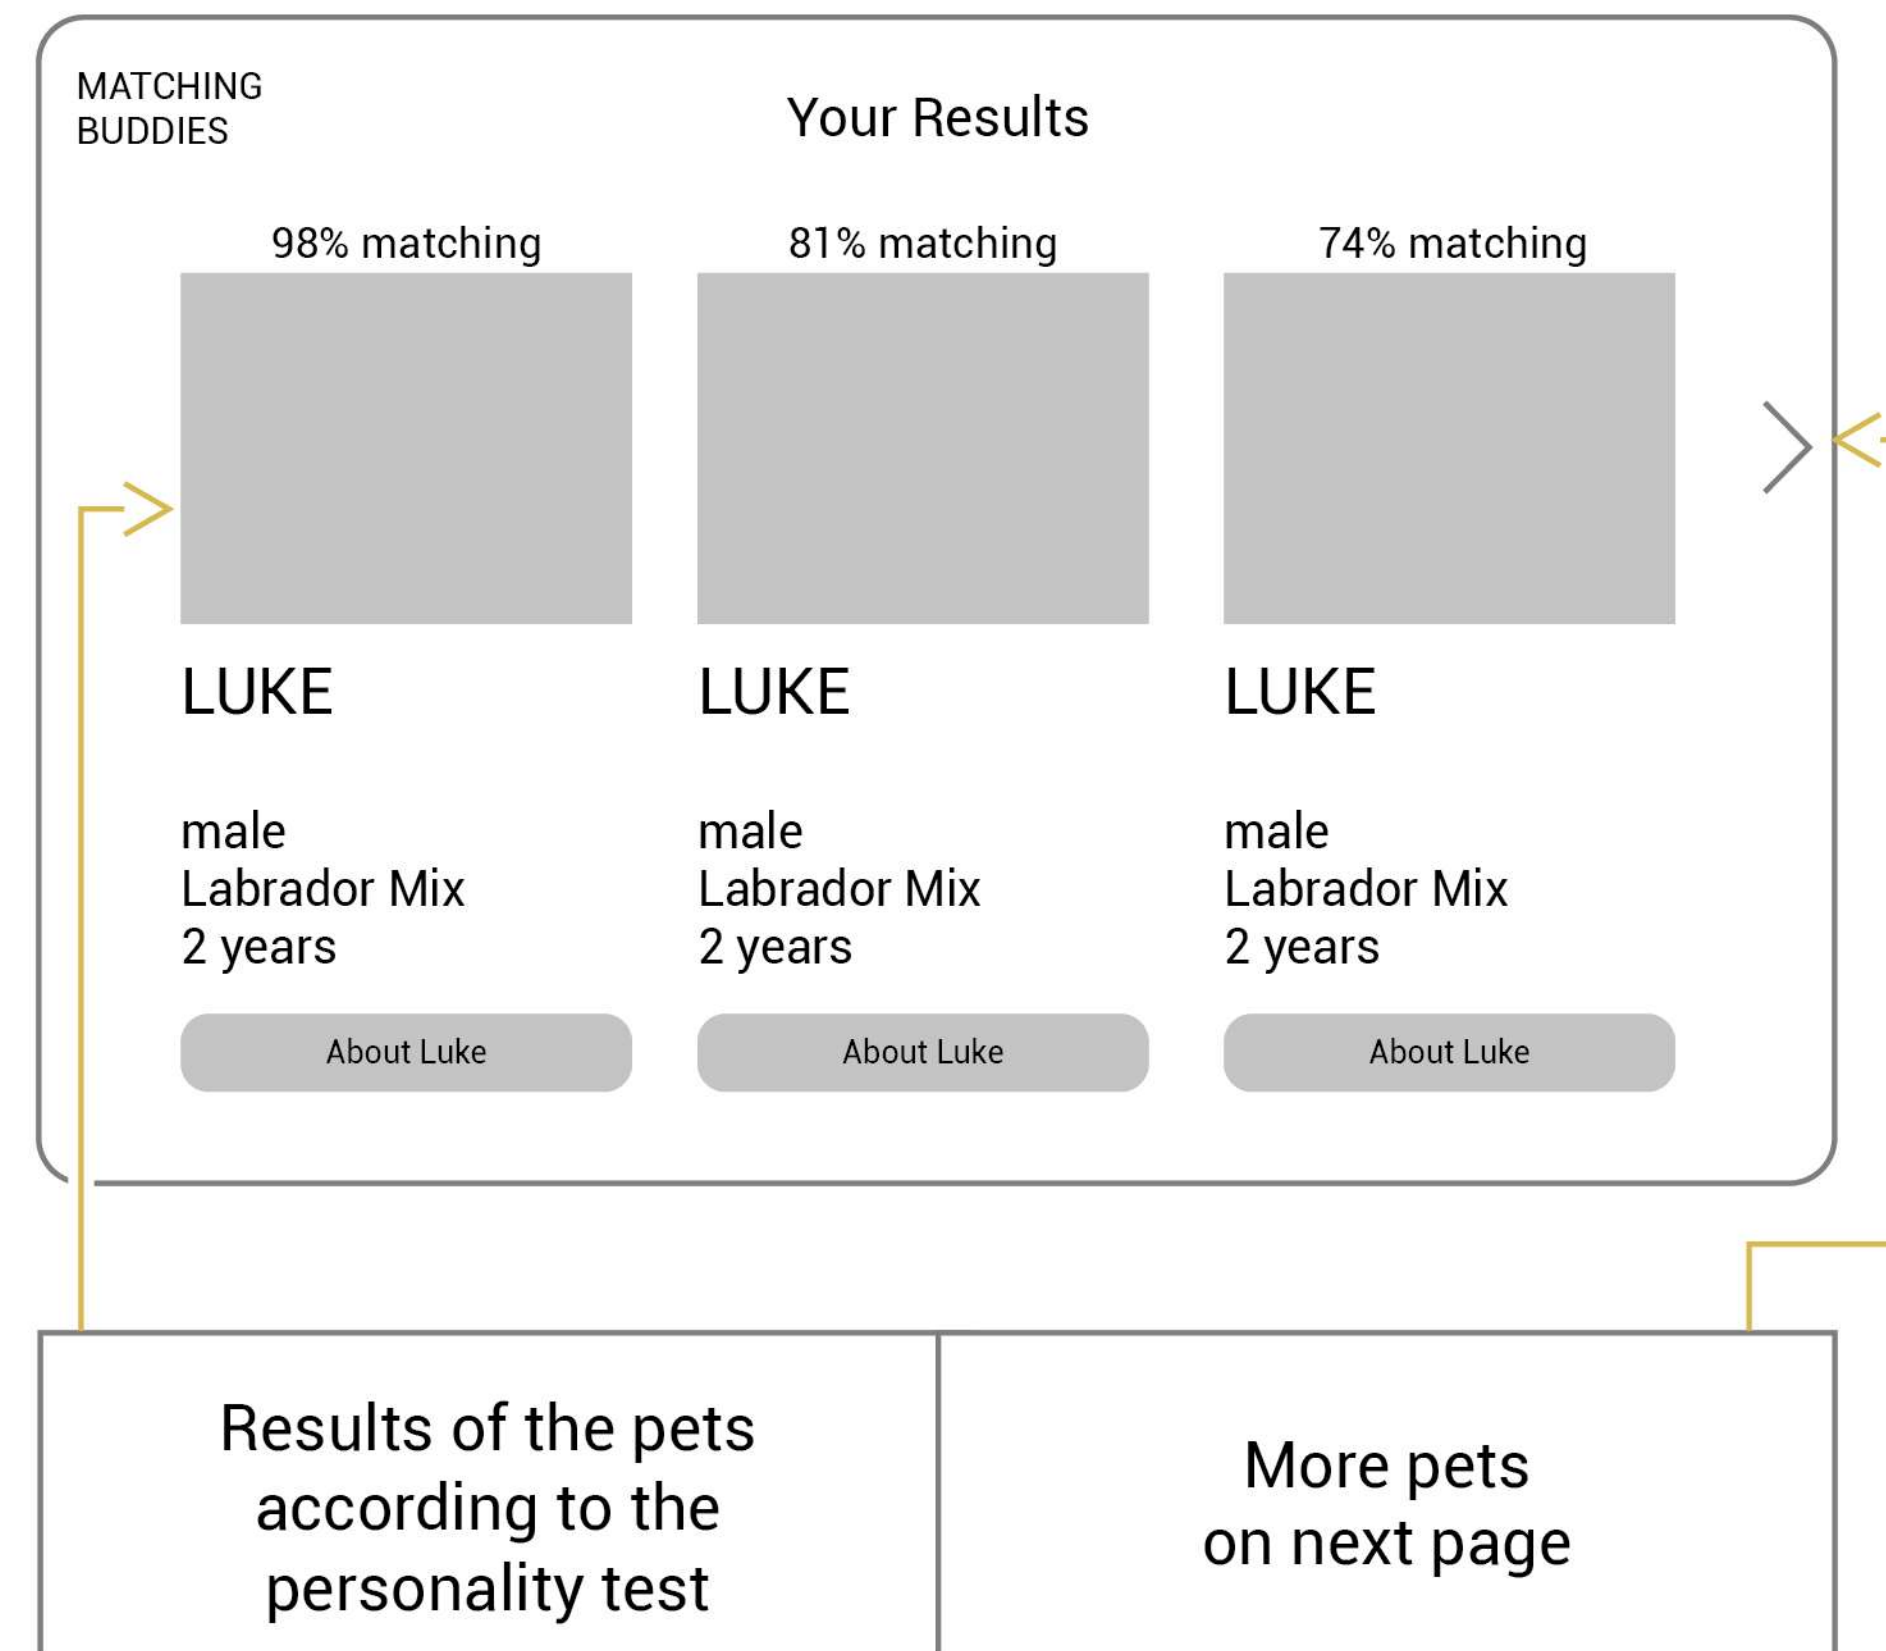 MATCHING
BUDDIES
Your Results
98% matching
81% matching
74% matching
LUKE
LUKE
LUKE
male
Labrador Mix
2 years
male
Labrador Mix
2 years
male
Labrador Mix
2 years
About Luke
About Luke
About Luke
Results of the pets
according to the
personality test
More pets
on next page